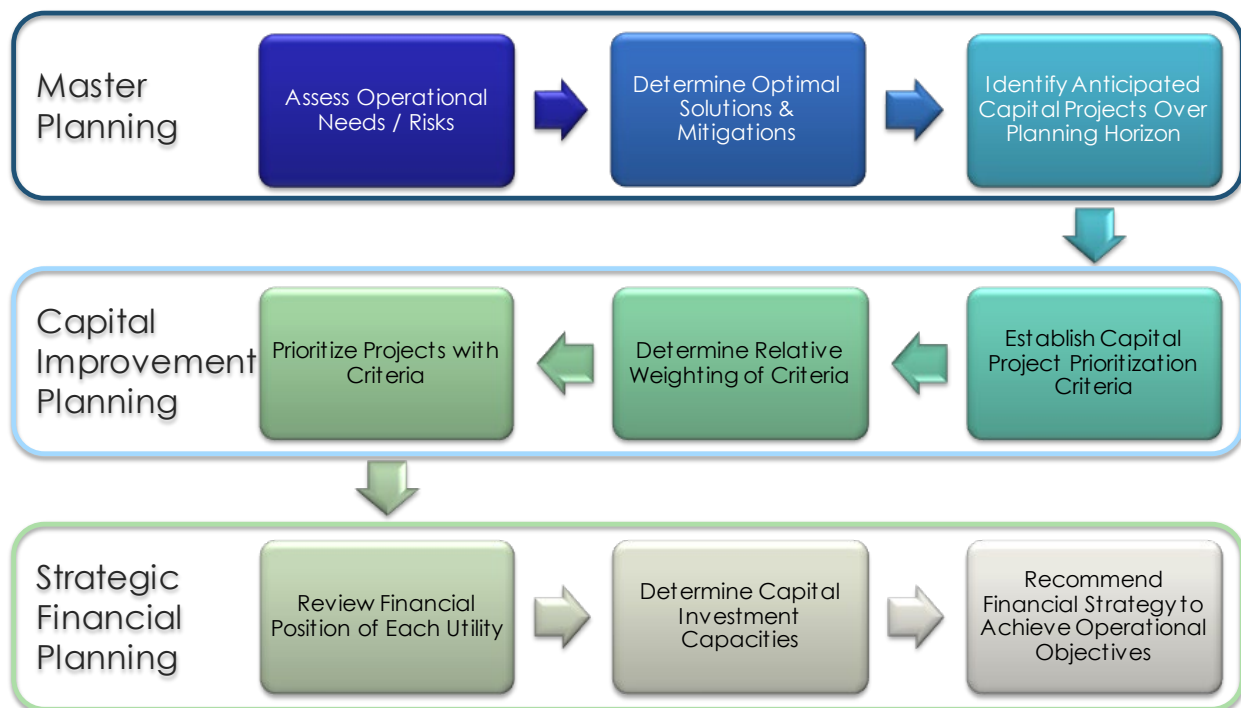 Master
Planning
Assess Operational
Needs / Risks
Determine Optimal
Solutions &
Mitigations
Identify Anticipated
Capital Projects Over
Planning Horizon
Capital
Improvement
Planning
Prioritize Projects with
Criteria
Determine Relative
Weighting of Criteria
Establish Capital
Project Prioritization
Criteria
Strategic
Financial
Planning
Review Financial
Position of Each Utility
Determine Capital
Investment
Capacities
Recommend
Financial Strategy to
Achieve Operational
Objectives